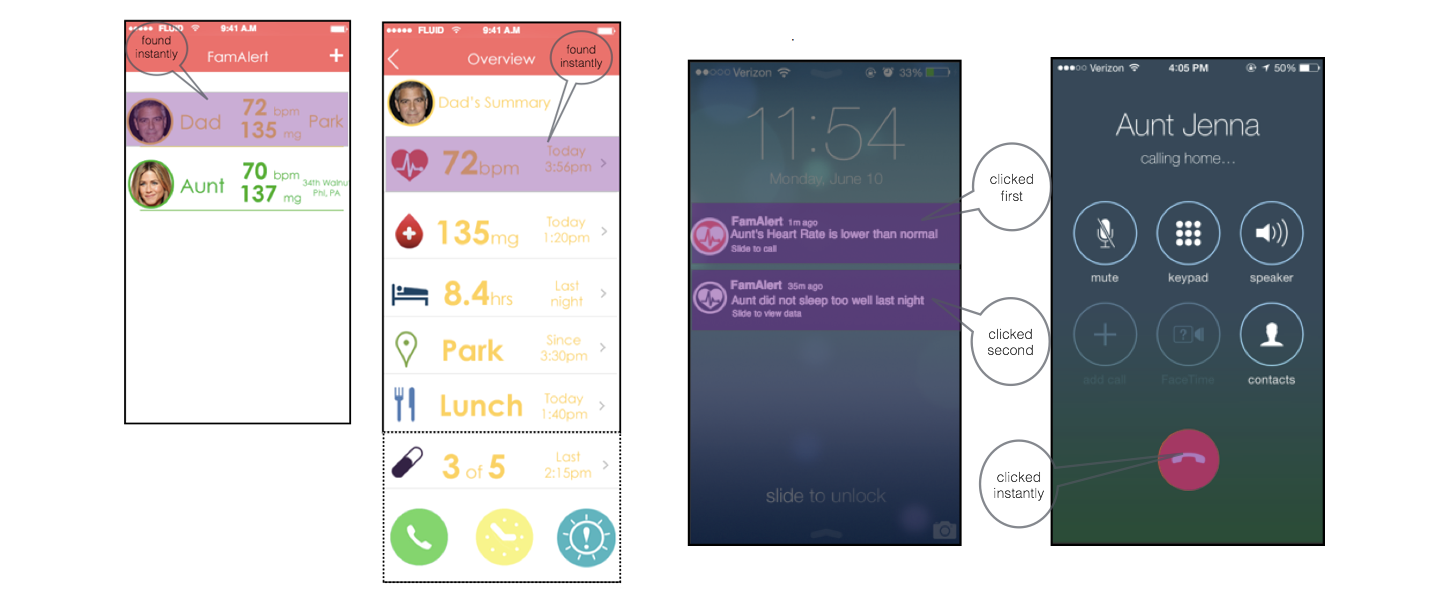 FLUID 9:41 A.M
found
instantly
FamAlert +
Dad 72 bpm 135 mg Park
Aunt 70 bpm 137 mg 34th Walnu
Phl, PA
FLUID 9:41 A.M
Overview
found
instantly
Dad's Summary
72bpm Today
3:56pm
135mg Today
1:20pm
8.4hrs Last
night
Park Since
3:30pm
Lunch Today
1:40pm
3 of 5 Last
2:15pm
Verizon 33%
11:54
Monday, June 10
FamAlert 1m ago
Aunt's Heart Rate is lower than normal
Slide to call
FamAlert 35m ago
Aunt did not sleep too well last night
Slide to view data
slide to unlock
clicked
first
clicked
second
clicked
instantly
Verizon 4:05 PM 50%
Aunt Jenna
calling home...
mute keypad speaker
add call FaceTime contacts